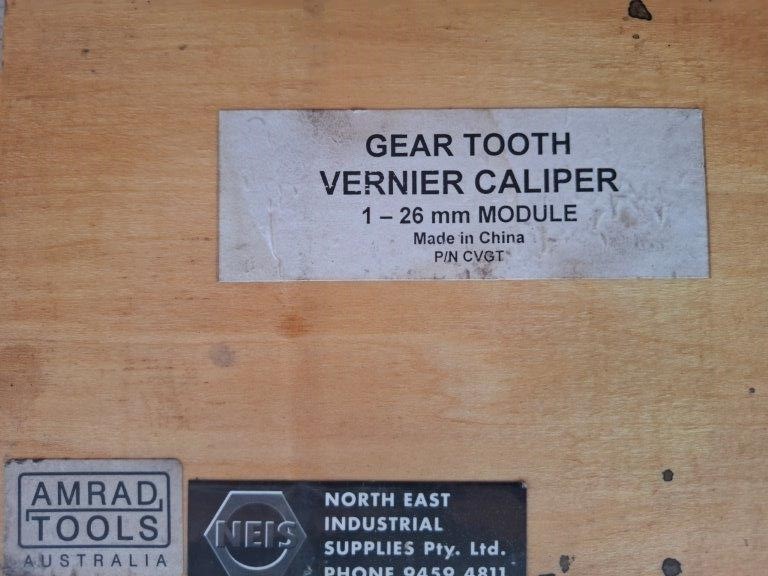 GEAR TOOTH
VERNIER CALIPER
1 – 26 mm MODULE
Made in China
P/N CVGT
AMRAD
TOOLS
AUSTRALIA
NEIS
NORTH EAST
INDUSTRIAL
SUPPLIES Pty. Ltd.
PHONE 9459 4811